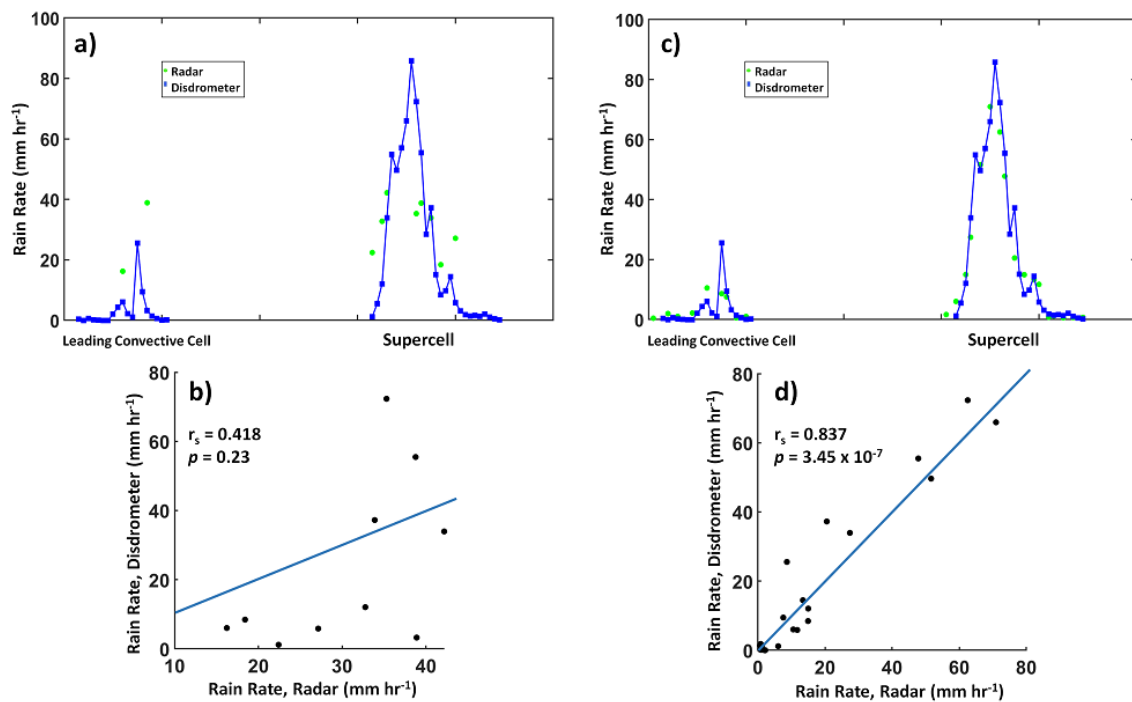 a)
Radar
Disdrometer
Rain Rate (mm hr⁻¹)
100
80
60
40
20
0
Leading Convective Cell
Supercell
c)
Radar
Disdrometer
Rain Rate (mm hr⁻¹)
100
80
60
40
20
0
Leading Convective Cell
Supercell
b)
rₛ = 0.418
p = 0.23
Rain Rate, Disdrometer (mm hr⁻¹)
80
60
40
20
0
10
20
30
40
Rain Rate, Radar (mm hr⁻¹)
d)
rₛ = 0.837
p = 3.45 x 10⁻⁷
Rain Rate, Disdrometer (mm hr⁻¹)
80
60
40
20
0
0
20
40
60
80
Rain Rate, Radar (mm hr⁻¹)